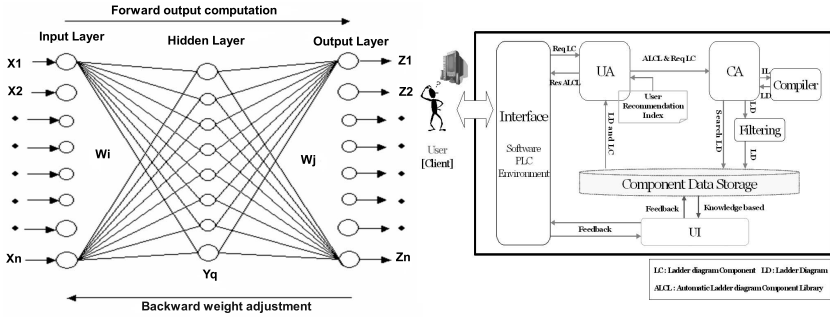 Forward output computation
Input Layer
Hidden Layer
Output Layer
X1
X2
Xn
Wi
Wj
Yq
Z1
Z2
Zn
Backward weight adjustment
User
[Client]
Interface
Software
PLC
Environment
Req LC
Res ALCL
UA
ALCL & Req LC
CA
IL
LD
Compiler
User
Recommendation
Index
LD and LC
Search LD
LD
Filtering
LD
Component Data Storage
Feedback
Knowledge based
Feedback
UI
LC : Ladder diagram Component LD : Ladder Diagram
ALCL : Automatic Ladder diagram Component Library